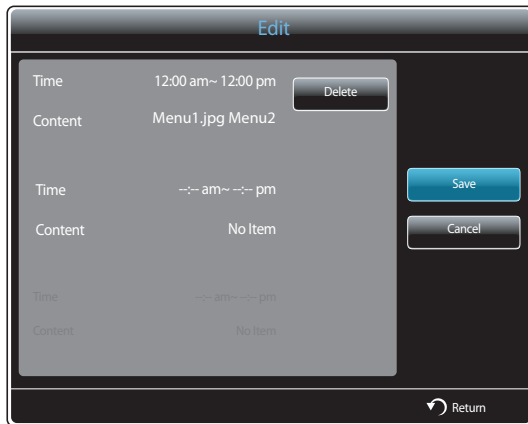 Edit
Time 12:00 am~ 12:00 pm Delete
Content Menu1.jpg Menu2
Time --:-- am~ --:-- pm Save
Content No Item Cancel
Time --:-- am~ --:-- pm
Content No Item
Return